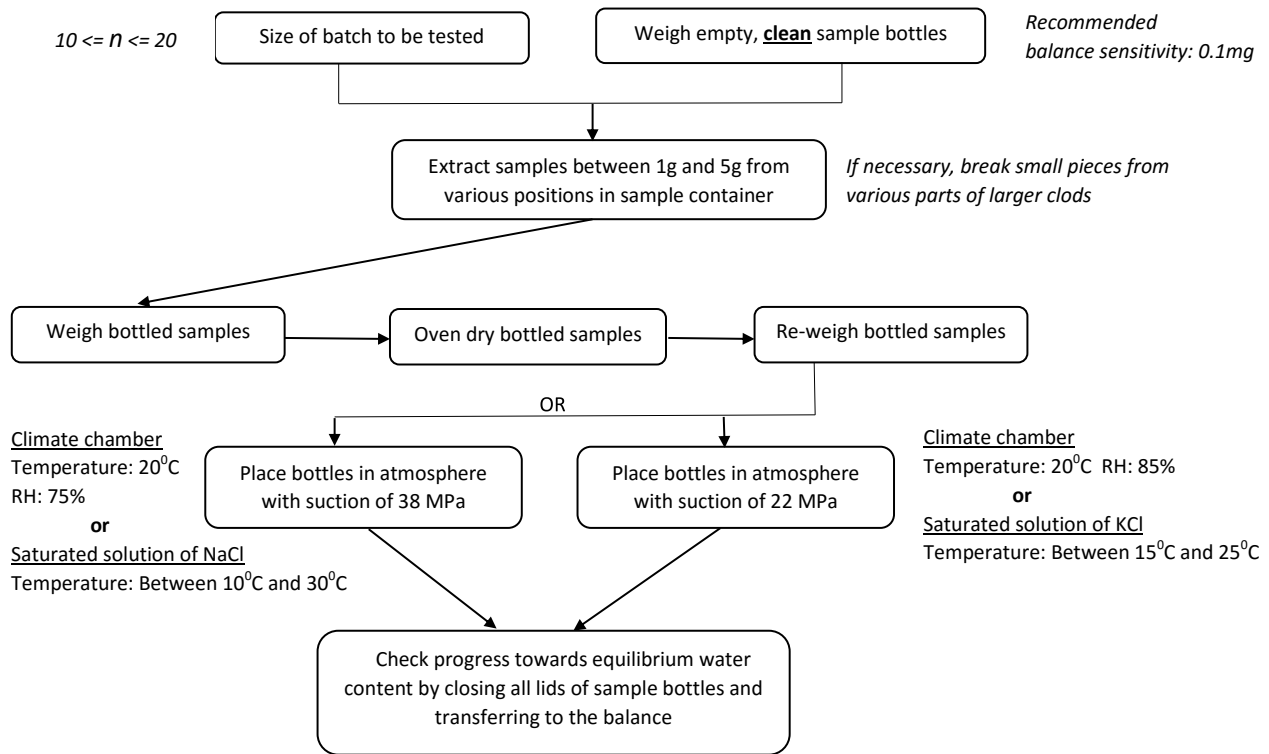 10 <= n <= 20
Size of batch to be tested
Weigh empty, clean sample bottles
Recommended
balance sensitivity: 0.1mg
Extract samples between 1g and 5g from
various positions in sample container
If necessary, break small pieces from
various parts of larger clods
Weigh bottled samples
Oven dry bottled samples
Re-weigh bottled samples
OR
Climate chamber
Temperature: 20⁰C
RH: 75%
or
Saturated solution of NaCl
Temperature: Between 10⁰C and 30⁰C
Place bottles in atmosphere
with suction of 38 MPa
Place bottles in atmosphere
with suction of 22 MPa
Climate chamber
Temperature: 20⁰C RH: 85%
or
Saturated solution of KCl
Temperature: Between 15⁰C and 25⁰C
Check progress towards equilibrium water
content by closing all lids of sample bottles and
transferring to the balance